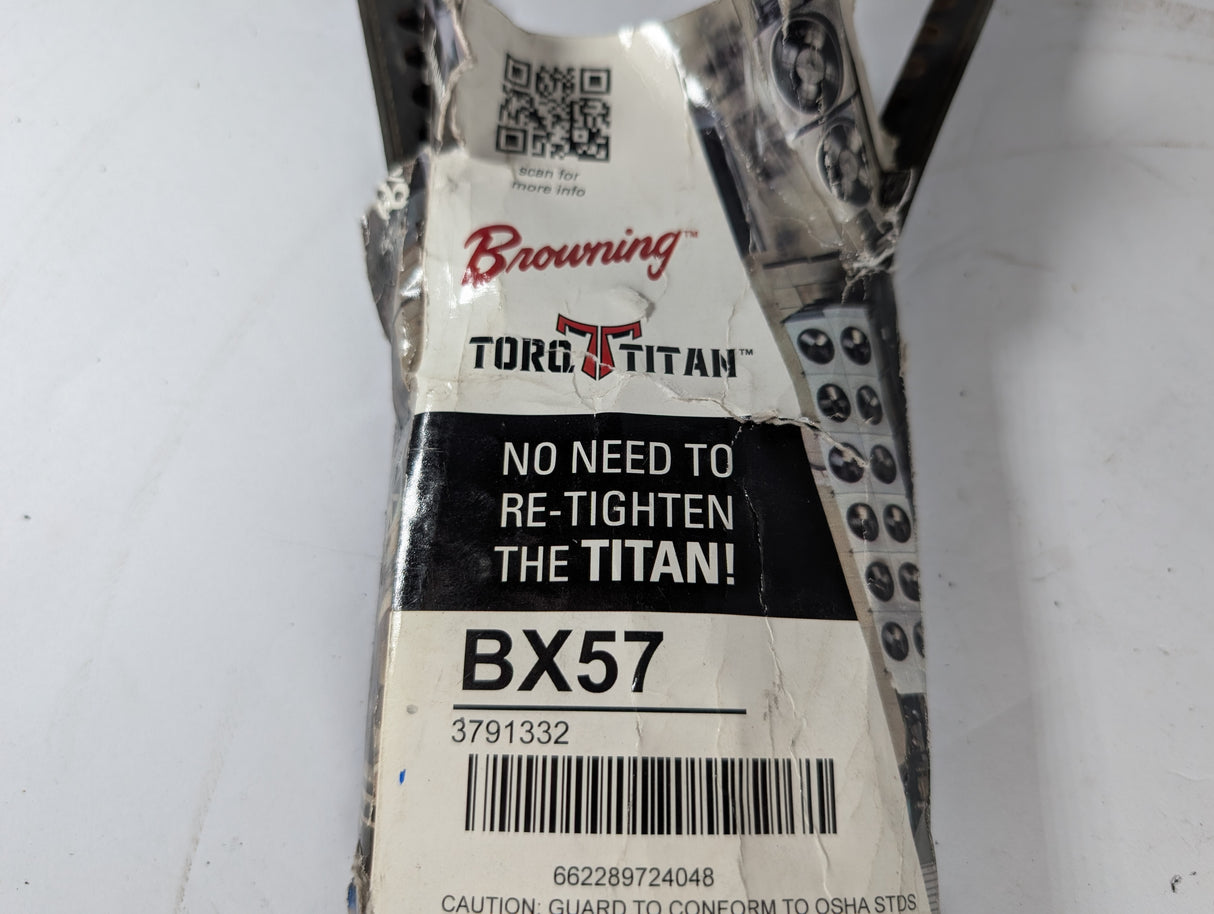 scan for
more info
Browning™
TORQ T TITAN™
NO NEED TO
RE-TIGHTEN
THE TITAN!
BX57
3791332
662289724048
CAUTION: GUARD TO CONFORM TO OSHA STDS